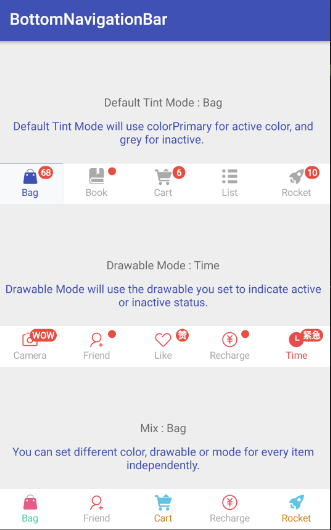 BottomNavigationBar
Default Tint Mode : Bag
Default Tint Mode will use colorPrimary for active color, and
grey for inactive.
68 6 10
Bag Book Cart List Rocket
Drawable Mode : Time
Drawable Mode will use the drawable you set to indicate active
or inactive status.
WOW 赞 緊急
Camera Friend Like Recharge Time
Mix : Bag
You can set different color, drawable or mode for every item
independently.
Bag Friend Cart Recharge Rocket